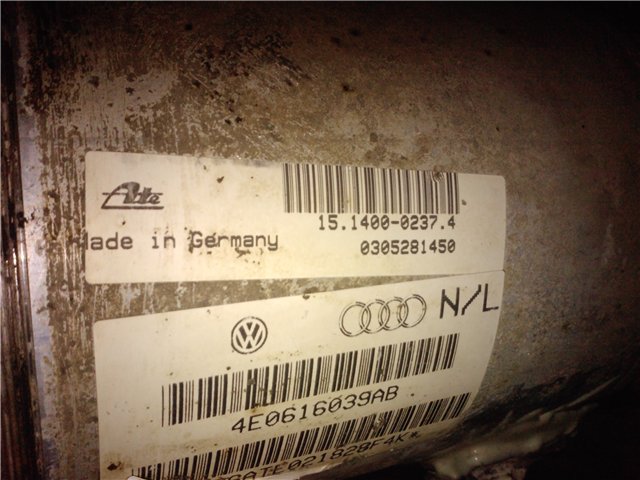 Ate
15.1400-0237.4
ade in Germany
0305281450
N/L
4E0616039AB